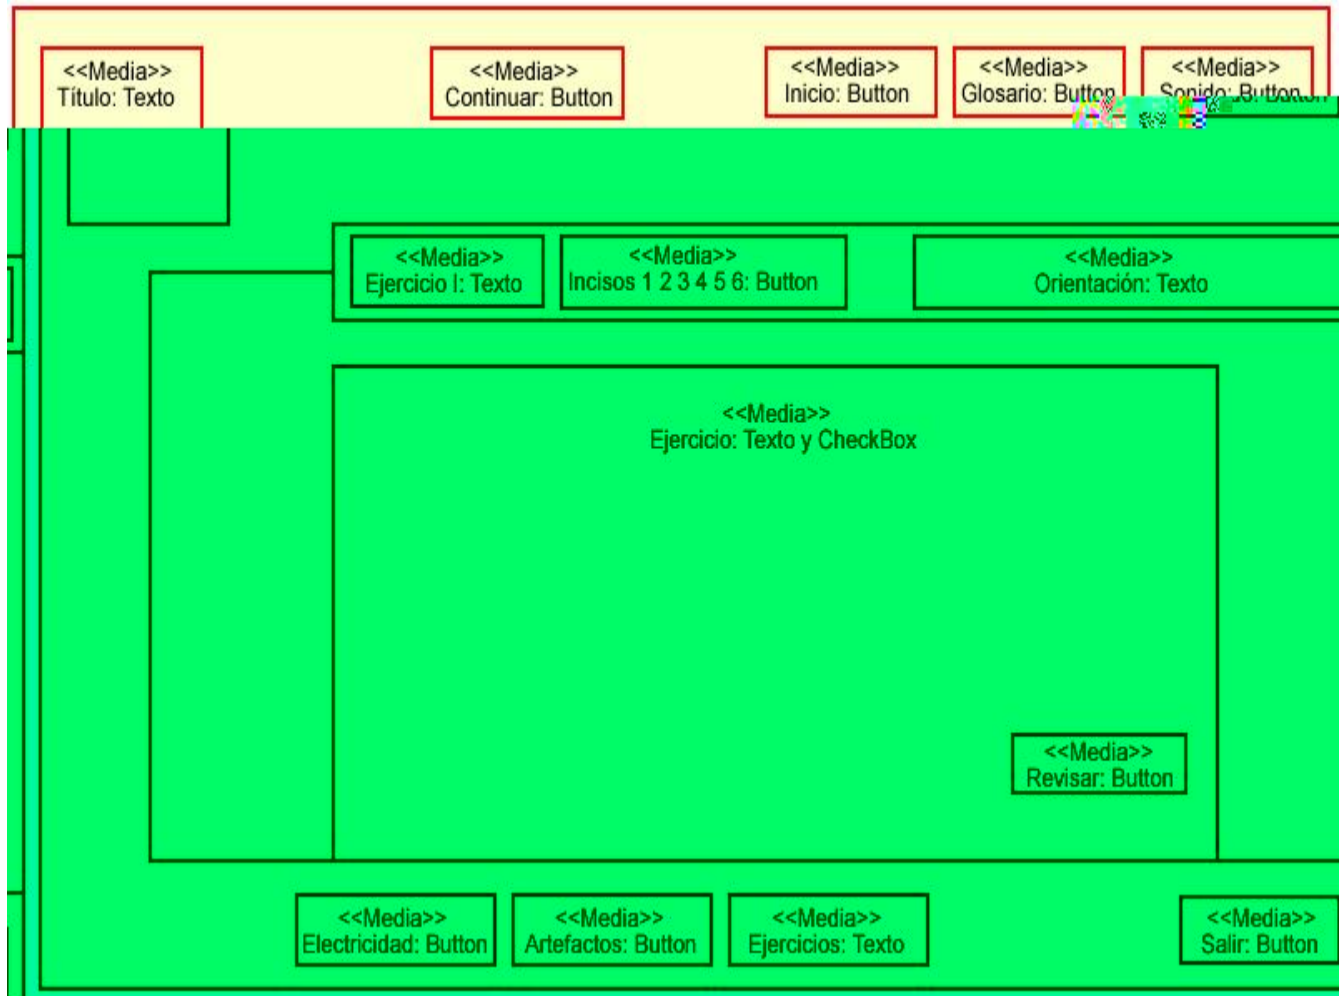 <<Media>>
Título: Texto
<<Media>>
Continuar: Button
<<Media>>
Inicio: Button
<<Media>>
Glosario: Button
<<Media>>
Sonido: Button
<<Media>>
Ejercicio I: Texto
<<Media>>
Incisos 1 2 3 4 5 6: Button
<<Media>>
Orientación: Texto
<<Media>>
Ejercicio: Texto y CheckBox
<<Media>>
Revisar: Button
<<Media>>
Electricidad: Button
<<Media>>
Artefactos: Button
<<Media>>
Ejercicios: Texto
<<Media>>
Salir: Button